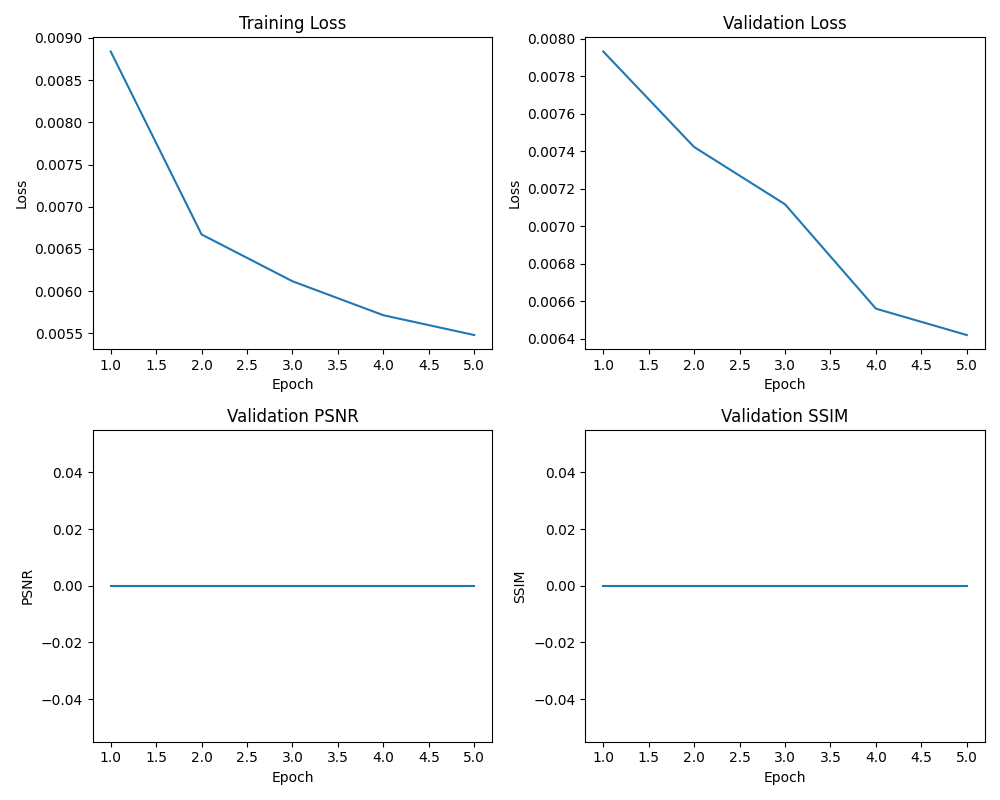 Training Loss
0.0090
0.0085
0.0080
0.0075
0.0070
0.0065
0.0060
0.0055
Loss
1.0 1.5 2.0 2.5 3.0 3.5 4.0 4.5 5.0
Epoch
Validation Loss
0.0080
0.0078
0.0076
0.0074
0.0072
0.0070
0.0068
0.0066
0.0064
Loss
1.0 1.5 2.0 2.5 3.0 3.5 4.0 4.5 5.0
Epoch
Validation PSNR
0.04
0.02
0.00
−0.02
−0.04
PSNR
1.0 1.5 2.0 2.5 3.0 3.5 4.0 4.5 5.0
Epoch
Validation SSIM
0.04
0.02
0.00
−0.02
−0.04
SSIM
1.0 1.5 2.0 2.5 3.0 3.5 4.0 4.5 5.0
Epoch